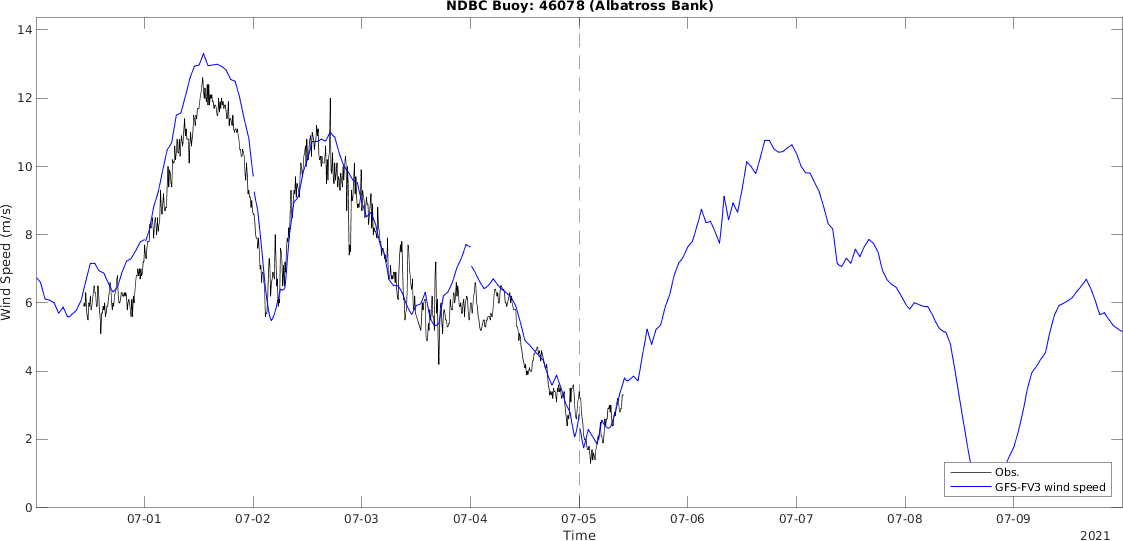 NDBC Buoy: 46078 (Albatross Bank)
Wind Speed (m/s)
14
12
10
8
6
4
2
0
07-01 07-02 07-03 07-04 07-05 07-06 07-07 07-08 07-09
Time
2021
Obs.
GFS-FV3 wind speed